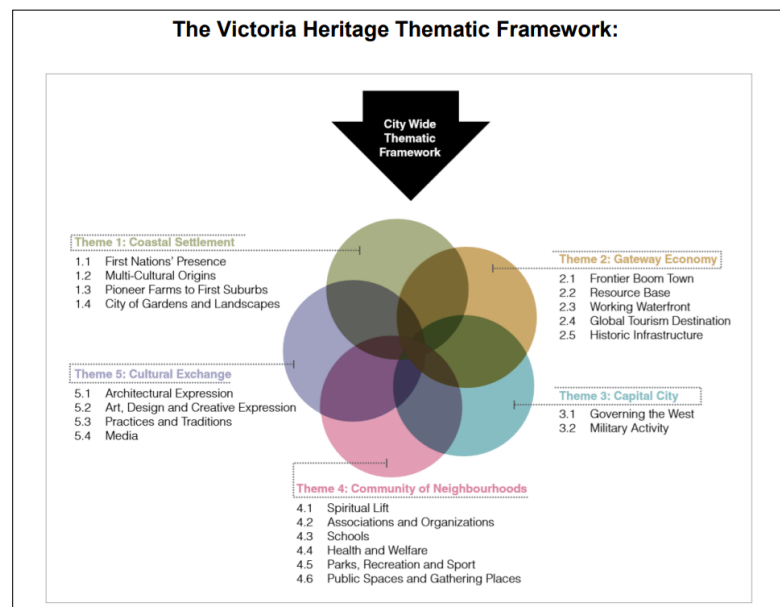 The Victoria Heritage Thematic Framework:
City Wide
Thematic
Framework
Theme 1: Coastal Settlement
1.1 First Nations' Presence
1.2 Multi-Cultural Origins
1.3 Pioneer Farms to First Suburbs
1.4 City of Gardens and Landscapes
Theme 2: Gateway Economy
2.1 Frontier Boom Town
2.2 Resource Base
2.3 Working Waterfront
2.4 Global Tourism Destination
2.5 Historic Infrastructure
Theme 5: Cultural Exchange
5.1 Architectural Expression
5.2 Art, Design and Creative Expression
5.3 Practices and Traditions
5.4 Media
Theme 3: Capital City
3.1 Governing the West
3.2 Military Activity
Theme 4: Community of Neighbourhoods
4.1 Spiritual Lift
4.2 Associations and Organizations
4.3 Schools
4.4 Health and Welfare
4.5 Parks, Recreation and Sport
4.6 Public Spaces and Gathering Places